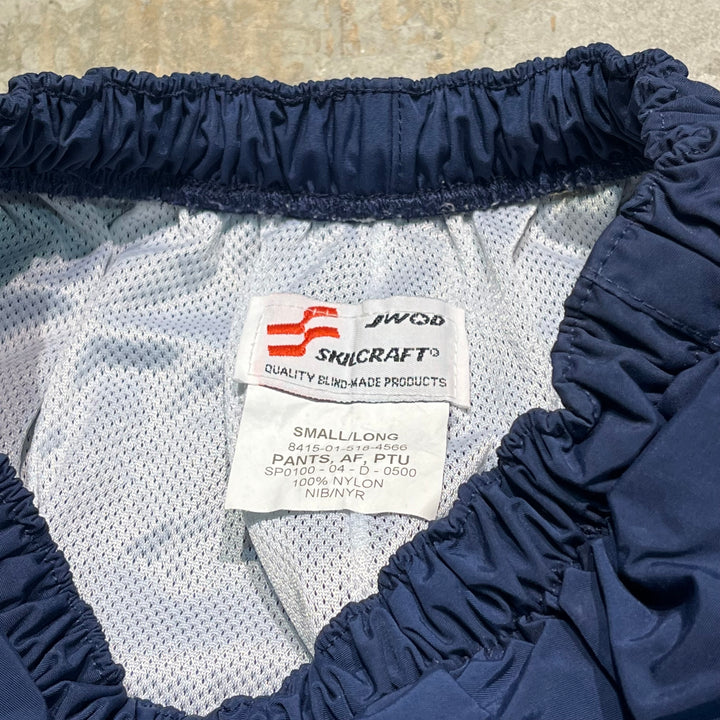 JWOD
SKILCRAFT®
QUALITY BLIND-MADE PRODUCTS
SMALL/LONG
8415-01-518-4566
PANTS, AF, PTU
SP0100 - 04 - D - 0500
100% NYLON
NIB/NYR